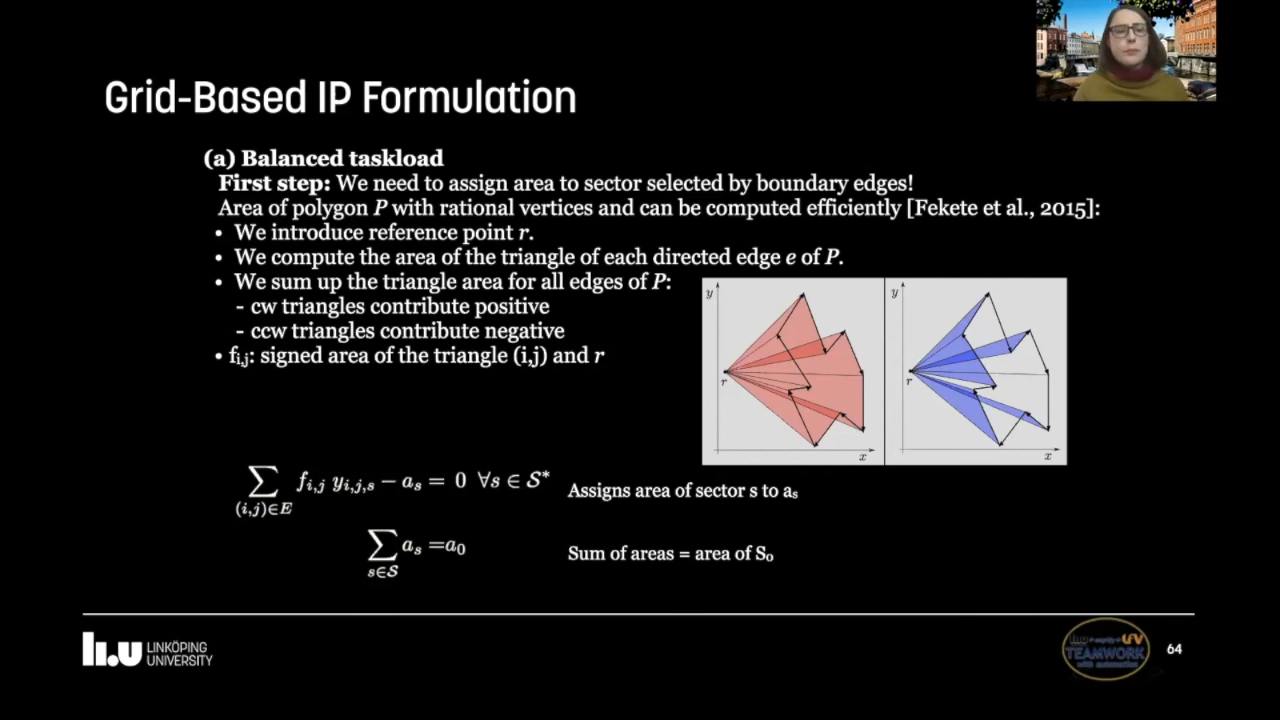 Grid-Based IP Formulation
(a) Balanced taskload
First step: We need to assign area to sector selected by boundary edges!
Area of polygon P with rational vertices and can be computed efficiently [Fekete et al., 2015]:
• We introduce reference point r.
• We compute the area of the triangle of each directed edge e of P.
• We sum up the triangle area for all edges of P:
- cw triangles contribute positive
- ccw triangles contribute negative
• fi,j: signed area of the triangle (i,j) and r
y
r
x
y
r
x
∑(i,j)∈E fi,j yi,j,s − as = 0 ∀s ∈ S*
Assigns area of sector s to as
∑s∈S as =a0
Sum of areas = area of S0
LINKÖPING
UNIVERSITY
LFV
TEAMWORK
with automation
64